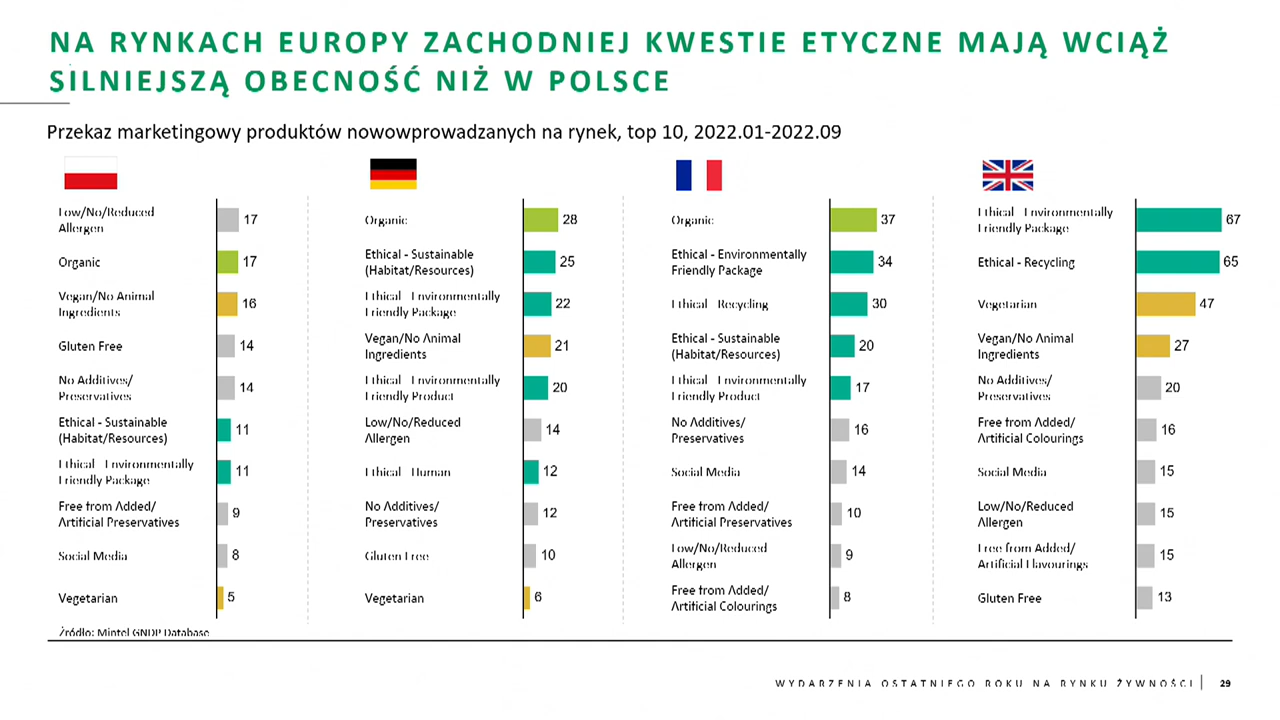 NA RYNKACH EUROPY ZACHODNIEJ KWESTIE ETYCZNE MAJĄ WCIĄŻ
SILNIEJSZĄ OBECNOŚĆ NIŻ W POLSCE
Przekaz marketingowy produktów nowowprowadzanych na rynek, top 10, 2022.01-2022.09
Low/No/Reduced
Allergen
17
Organic
17
Vegan/No Animal
Ingredients
16
Gluten Free
14
No Additives/
Preservatives
14
Ethical - Sustainable
(Habitat/Resources)
11
Ethical - Environmentally
Friendly Package
11
Free from Added/
Artificial Preservatives
9
Social Media
8
Vegetarian
5
Organic
28
Ethical - Sustainable
(Habitat/Resources)
25
Ethical - Environmentally
Friendly Package
22
Vegan/No Animal
Ingredients
21
Ethical - Environmentally
Friendly Product
20
Low/No/Reduced
Allergen
14
Ethical - Human
12
No Additives/
Preservatives
12
Gluten Free
10
Vegetarian
6
Organic
37
Ethical - Environmentally
Friendly Package
34
Ethical - Recycling
30
Ethical - Sustainable
(Habitat/Resources)
20
Ethical - Environmentally
Friendly Product
17
No Additives/
Preservatives
16
Social Media
14
Free from Added/
Artificial Preservatives
10
Low/No/Reduced
Allergen
9
Free from Added/
Artificial Colourings
8
Ethical - Environmentally
Friendly Package
67
Ethical - Recycling
65
Vegetarian
47
Vegan/No Animal
Ingredients
27
No Additives/
Preservatives
20
Free from Added/
Artificial Colourings
16
Social Media
15
Low/No/Reduced
Allergen
15
Free from Added/
Artificial Flavourings
15
Gluten Free
13
Źródło: Mintel GNDP Database
WYDARZENIA OSTATNIEGO ROKU NA RYNKU ŻYWNOŚCI | 29